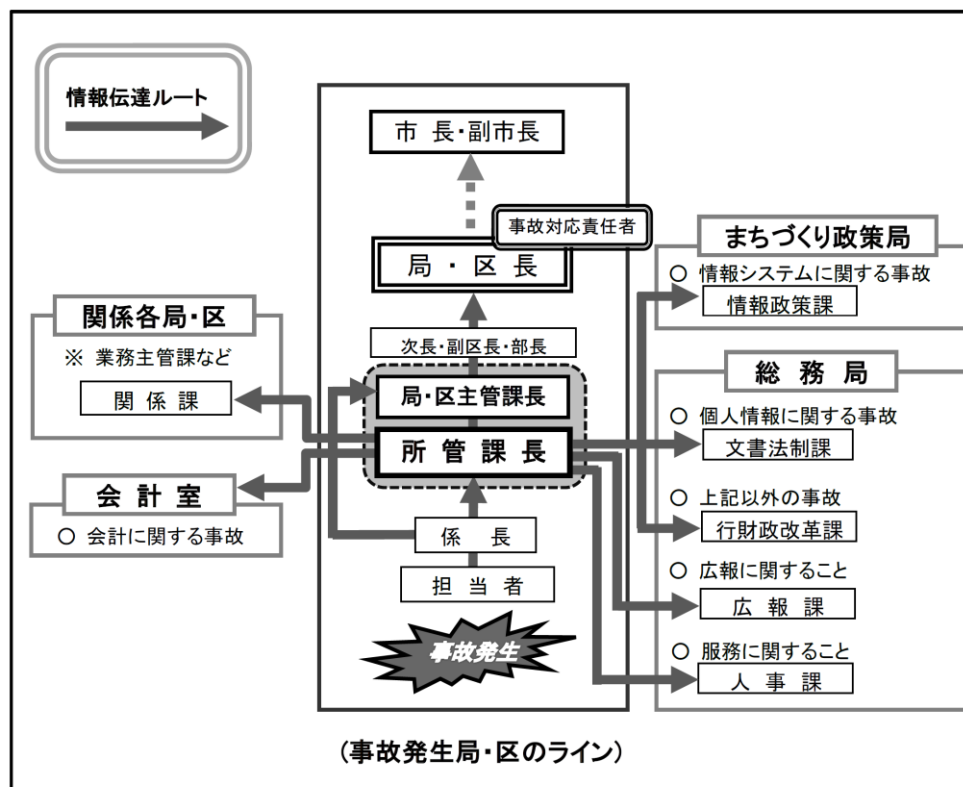 情報伝達ルート
市 長・副市長
事故対応責任者
局 ・ 区 長
次長・副区長・部長
局・区主管課長
所 管 課 長
係 長
担 当 者
事故発生
関係各局・区
※ 業務主管課など
関 係 課
会 計 室
○ 会計に関する事故
まちづくり政策局
○ 情報システムに関する事故
情報政策課
総 務 局
○ 個人情報に関する事故
文書法制課
○ 上記以外の事故
行財政改革課
○ 広報に関すること
広 報 課
○ 服務に関すること
人 事 課
(事故発生局・区のライン)